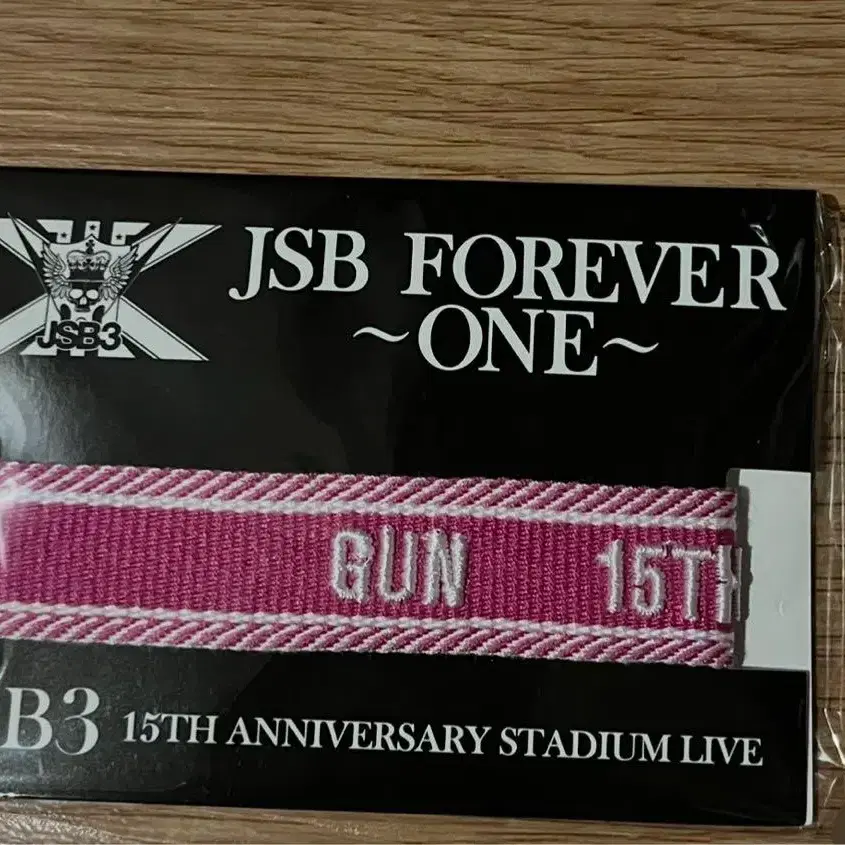 JSB3
JSB FOREVER
~ONE~
GUN 15TH
B3 15TH ANNIVERSARY STADIUM LIVE